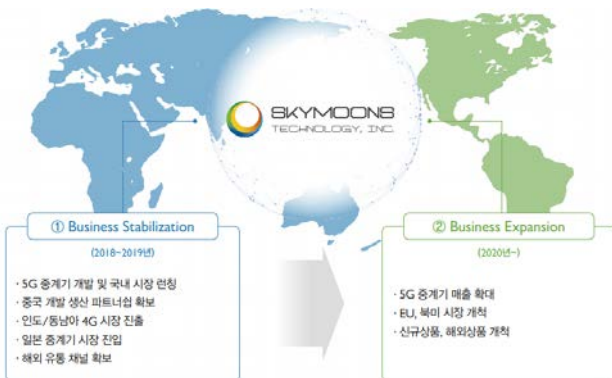 SKYMOONS
TECHNOLOGY, INC.
① Business Stabilization
(2018~2019년)
· 5G 중계기 개발 및 국내 시장 런칭
· 중국 개발 생산 파트너쉽 확보
· 인도/동남아 4G 시장 진출
· 일본 중계기 시장 진입
· 해외 유통 채널 확보
② Business Expansion
(2020년~)
· 5G 중계기 매출 확대
· EU, 북미 시장 개척
· 신규상품, 해외상품 개척